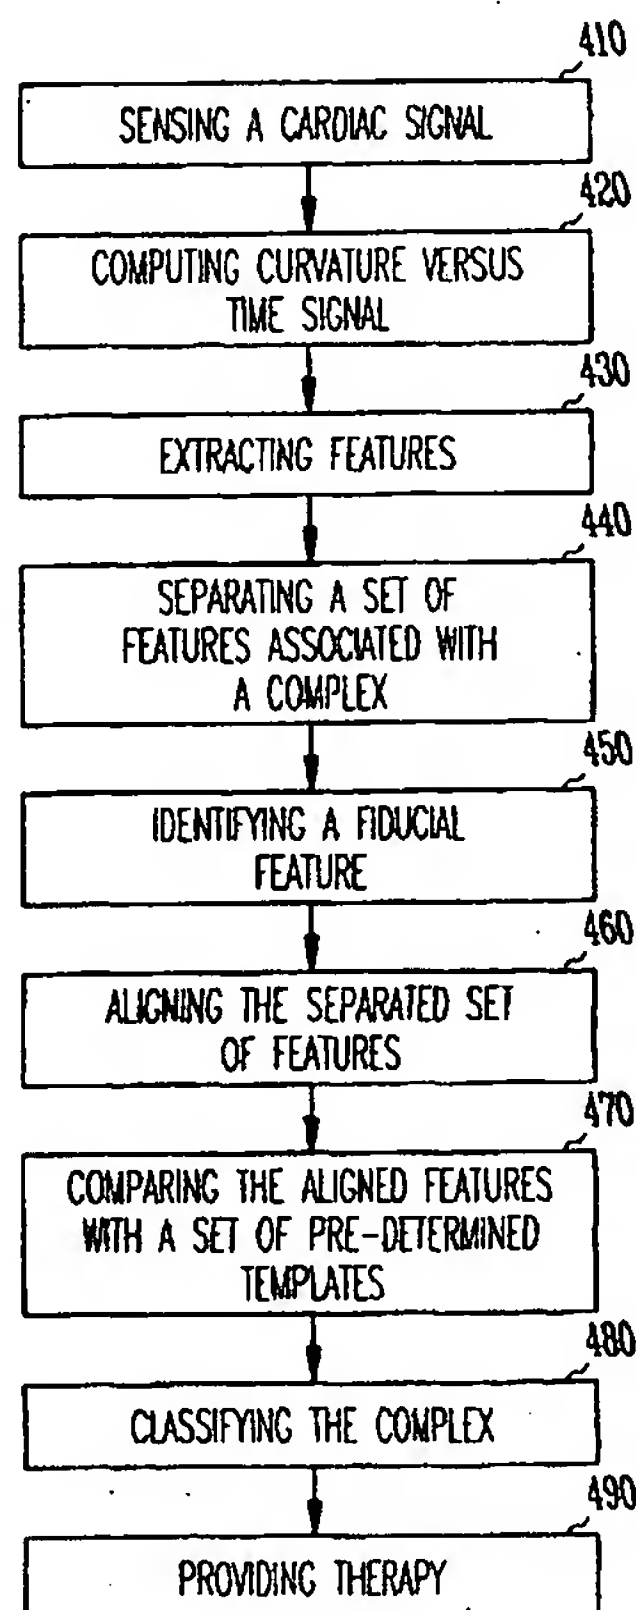 410
SENSING A CARDIAC SIGNAL
420
COMPUTING CURVATURE VERSUS
TIME SIGNAL
430
EXTRACTING FEATURES
440
SEPARATING A SET OF
FEATURES ASSOCIATED WITH
A COMPLEX
450
IDENTIFYING A FIDUCIAL
FEATURE
460
ALIGNING THE SEPARATED SET
OF FEATURES
470
COMPARING THE ALIGNED FEATURES
WITH A SET OF PRE-DETERMINED
TEMPLATES
480
CLASSIFYING THE COMPLEX
490
PROVIDING THERAPY